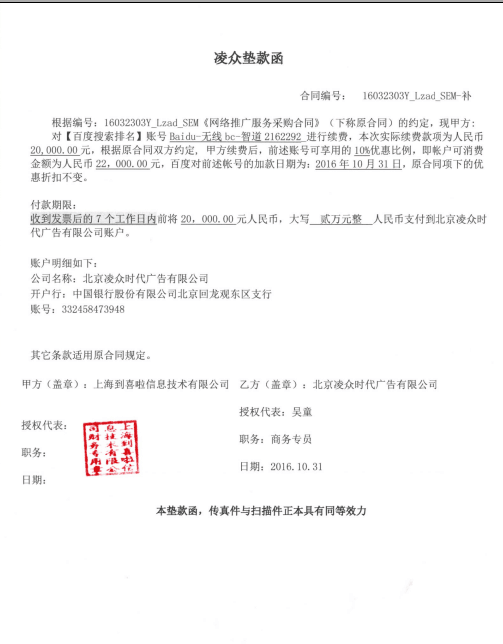 凌众垫款函
合同编号： 16032303Y_Lzad_SEM-补
根据编号：16032303Y_Lzad_SEM《网络推广服务采购合同》（下称原合同）的约定，现甲方：
对【百度搜索排名】账号 Baidu-无线 bc-智道 2162292 进行续费，本次实际续费款项为人民币
20,000.00 元，根据原合同双方约定，甲方续费后，前述账号可享用的 10%优惠比例，即帐户可消费
金额为人民币 22,000.00 元，百度对前述帐号的加款日期为：2016 年 10 月 31 日。原合同项下的优
惠折扣不变。
付款期限：
收到发票后的 7 个工作日内前将 20,000.00 元人民币，大写 贰万元整 人民币支付到北京凌众时
代广告有限公司账户。
账户明细如下：
公司名称：北京凌众时代广告有限公司
开户行：中国银行股份有限公司北京回龙观东区支行
账号：332458473948
其它条款适用原合同规定。
甲方（盖章）：上海到喜啦信息技术有限公司 乙方（盖章）：北京凌众时代广告有限公司
授权代表：吴童
授权代表：
职务：商务专员
职务：
日期：2016.10.31
日期：
上海到喜啦信
息技术有限公
司财务专用章
本垫款函，传真件与扫描件正本具有同等效力